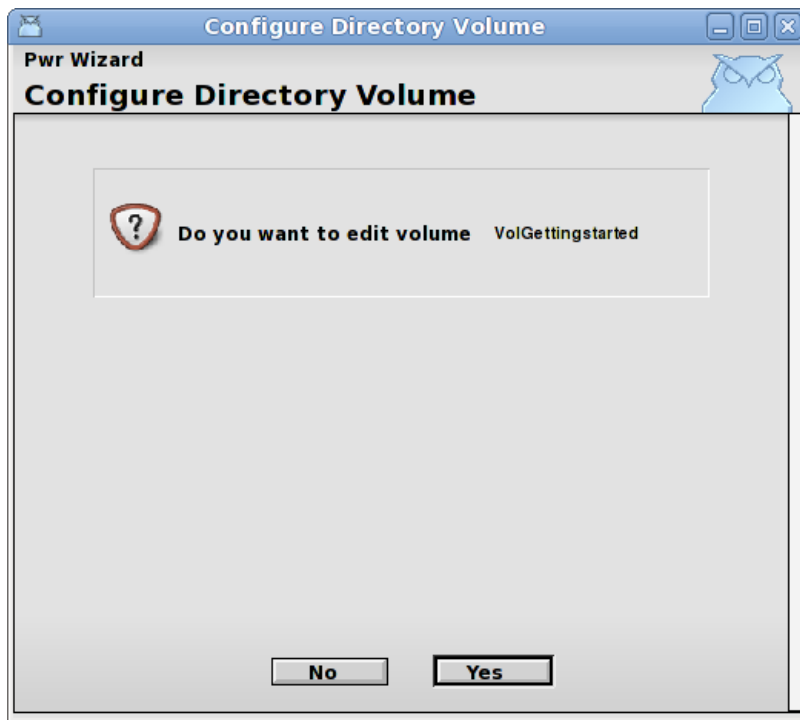 Configure Directory Volume
Pwr Wizard
Configure Directory Volume
? Do you want to edit volume VolGettingstarted
No Yes